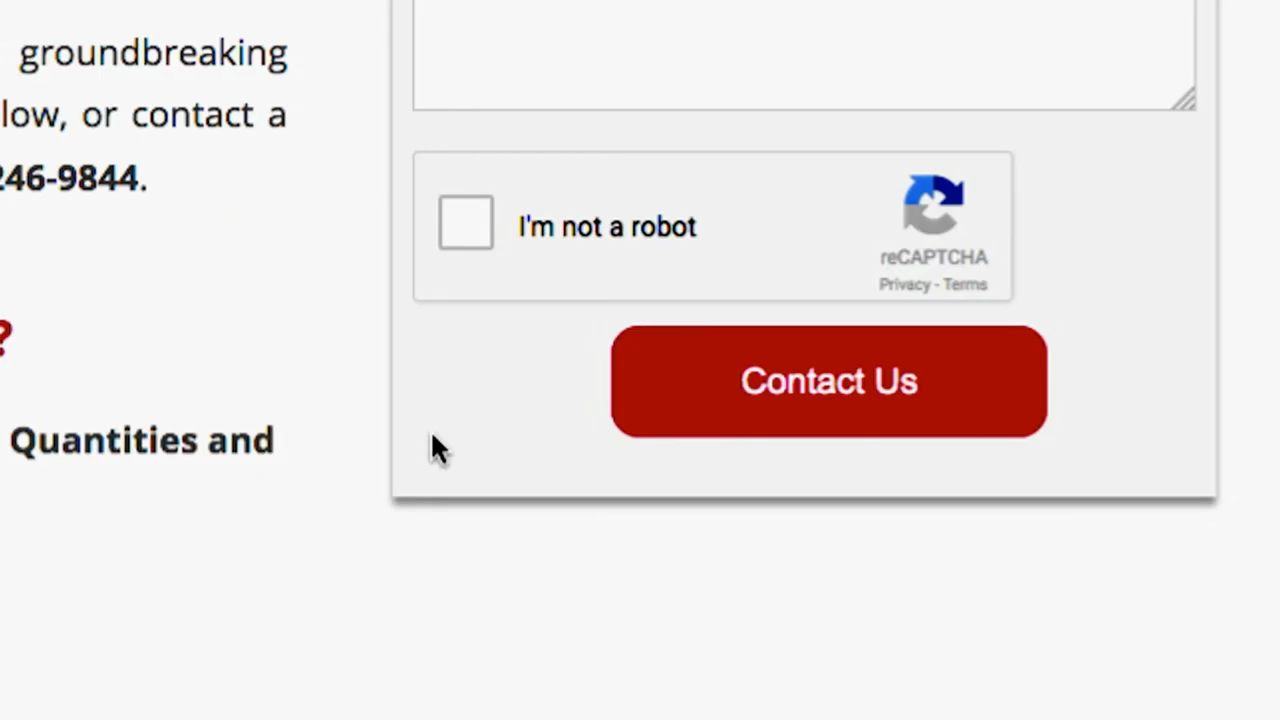 groundbreaking
low, or contact a
246-9844.
?
Quantities and
I'm not a robot
reCAPTCHA
Privacy - Terms
Contact Us